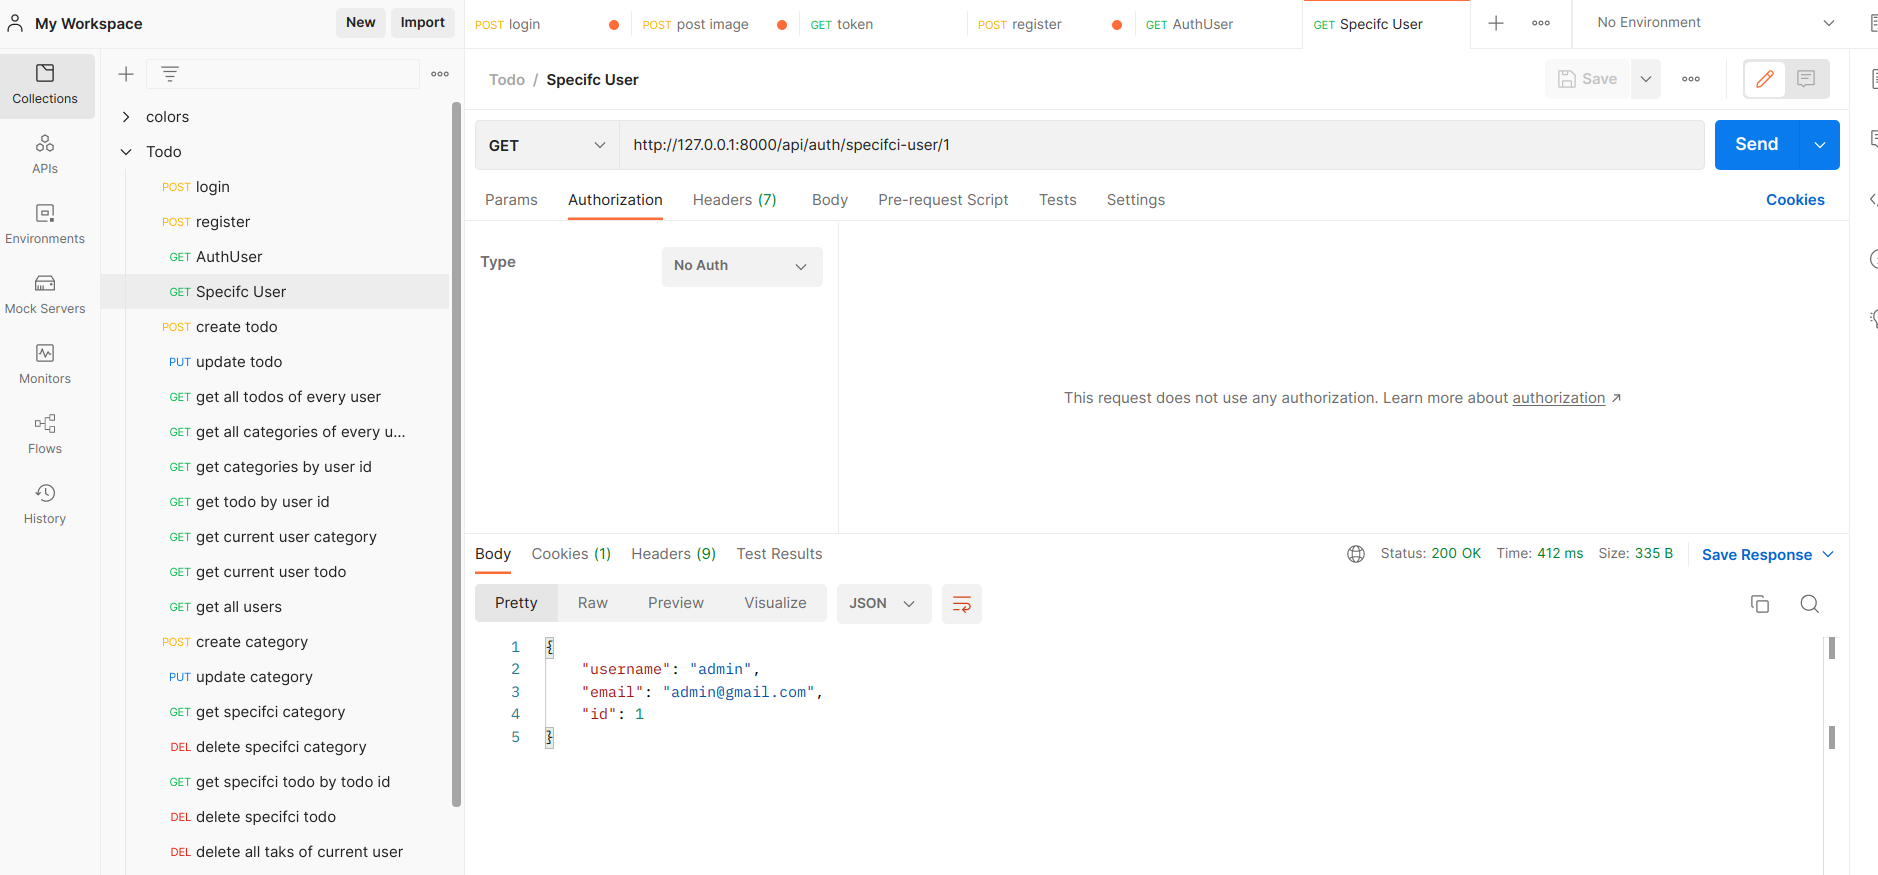 My Workspace
New
Import
POST login
POST post image
GET token
POST register
GET AuthUser
GET Specifc User
No Environment
Collections
APIs
Environments
Mock Servers
Monitors
Flows
History
colors
Todo
POST login
POST register
GET AuthUser
GET Specifc User
POST create todo
PUT update todo
GET get all todos of every user
GET get all categories of every u...
GET get categories by user id
GET get todo by user id
GET get current user category
GET get current user todo
GET get all users
POST create category
PUT update category
GET get specifci category
DEL delete specifci category
GET get specifci todo by todo id
DEL delete specifci todo
DEL delete all taks of current user
Todo / Specifc User
Save
GET
http://127.0.0.1:8000/api/auth/specifci-user/1
Send
Params
Authorization
Headers (7)
Body
Pre-request Script
Tests
Settings
Cookies
Type
No Auth
This request does not use any authorization. Learn more about authorization ↗
Body
Cookies (1)
Headers (9)
Test Results
Status: 200 OK
Time: 412 ms
Size: 335 B
Save Response
Pretty
Raw
Preview
Visualize
JSON
1 {
2 "username": "admin",
3 "email": "admin@gmail.com",
4 "id": 1
5 }